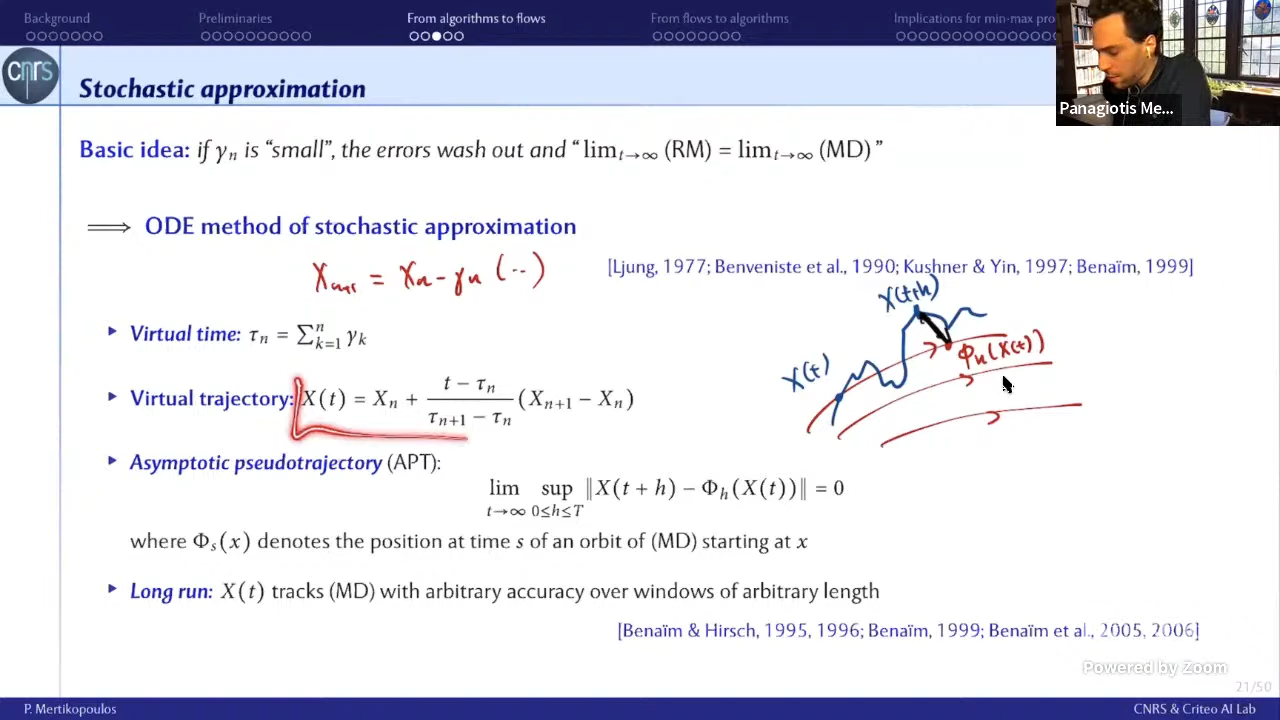 Background Preliminaries From algorithms to flows From flows to algorithms Implications for min-max pro
cnrs
Stochastic approximation
Panagiotis Me...
Basic idea: if γn is "small", the errors wash out and "lim t→∞ (RM) = lim t→∞ (MD)"
⟹ ODE method of stochastic approximation
[Ljung, 1977; Benveniste et al., 1990; Kushner & Yin, 1997; Benaïm, 1999]
Xn+1 = Xn − γn (...)
X(t+h)
Virtual time: τn = ∑_{k=1}^{n} γk
Φh(X(t))
X(t)
Virtual trajectory: X(t) = Xn + (t − τn)/(τn+1 − τn) (Xn+1 − Xn)
Asymptotic pseudotrajectory (APT):
lim t→∞ sup 0≤h≤T ‖X(t + h) − Φh(X(t))‖ = 0
where Φs(x) denotes the position at time s of an orbit of (MD) starting at x
Long run: X(t) tracks (MD) with arbitrary accuracy over windows of arbitrary length
[Benaïm & Hirsch, 1995, 1996; Benaïm, 1999; Benaïm et al., 2005, 2006]
Powered by Zoom
21/50
P. Mertikopoulos CNRS & Criteo AI Lab